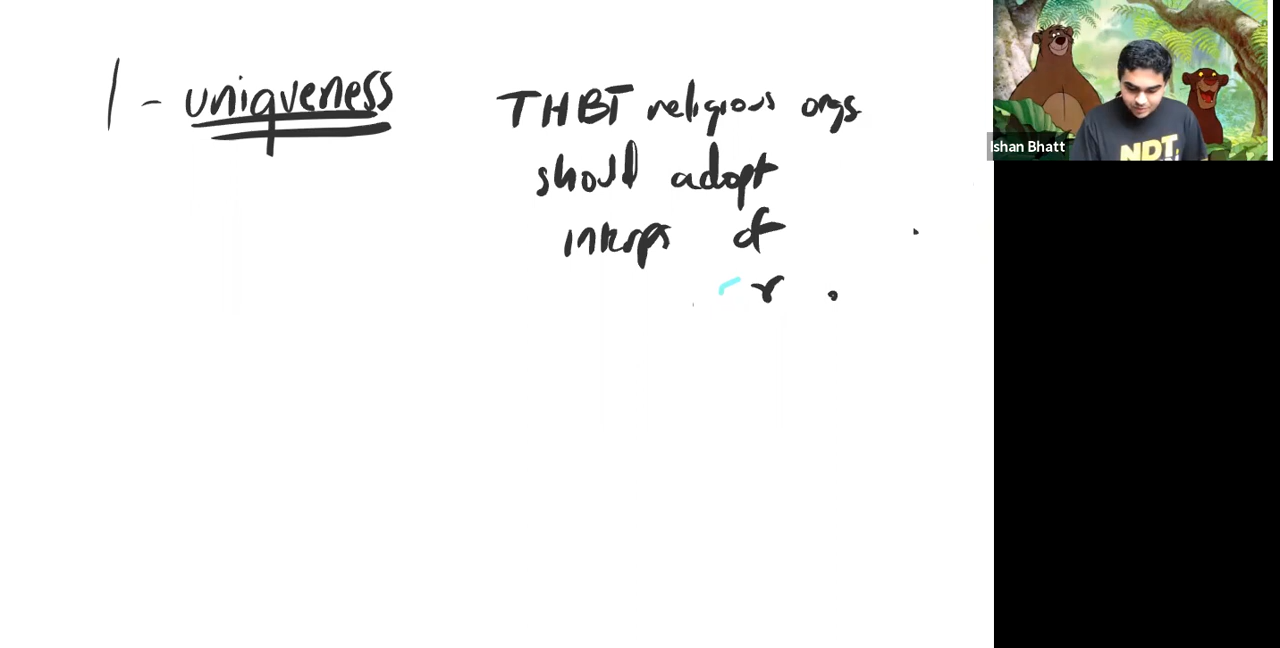 1 - uniqueness
THBT religious orgs
should adopt
interps of
r .
Ishan Bhatt
NDT